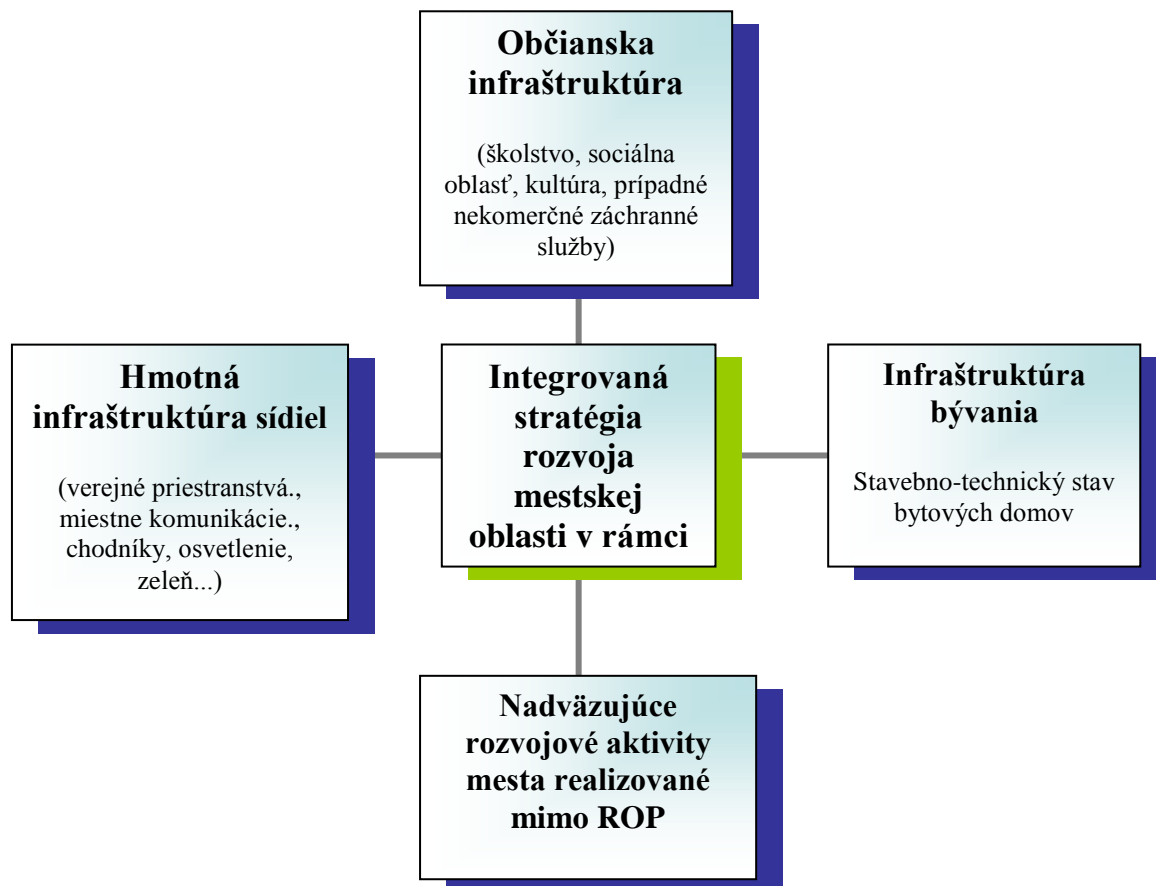 Občianska
infraštruktúra
(školstvo, sociálna
oblasť, kultúra, prípadné
nekomerčné záchranné
služby)
Hmotná
infraštruktúra sídiel
(verejné priestranstvá.,
miestne komunikácie.,
chodníky, osvetlenie,
zeleň...)
Integrovaná
stratégia
rozvoja
mestskej
oblasti v rámci
Infraštruktúra
bývania
Stavebno-technický stav
bytových domov
Nadväzujúce
rozvojové aktivity
mesta realizované
mimo ROP